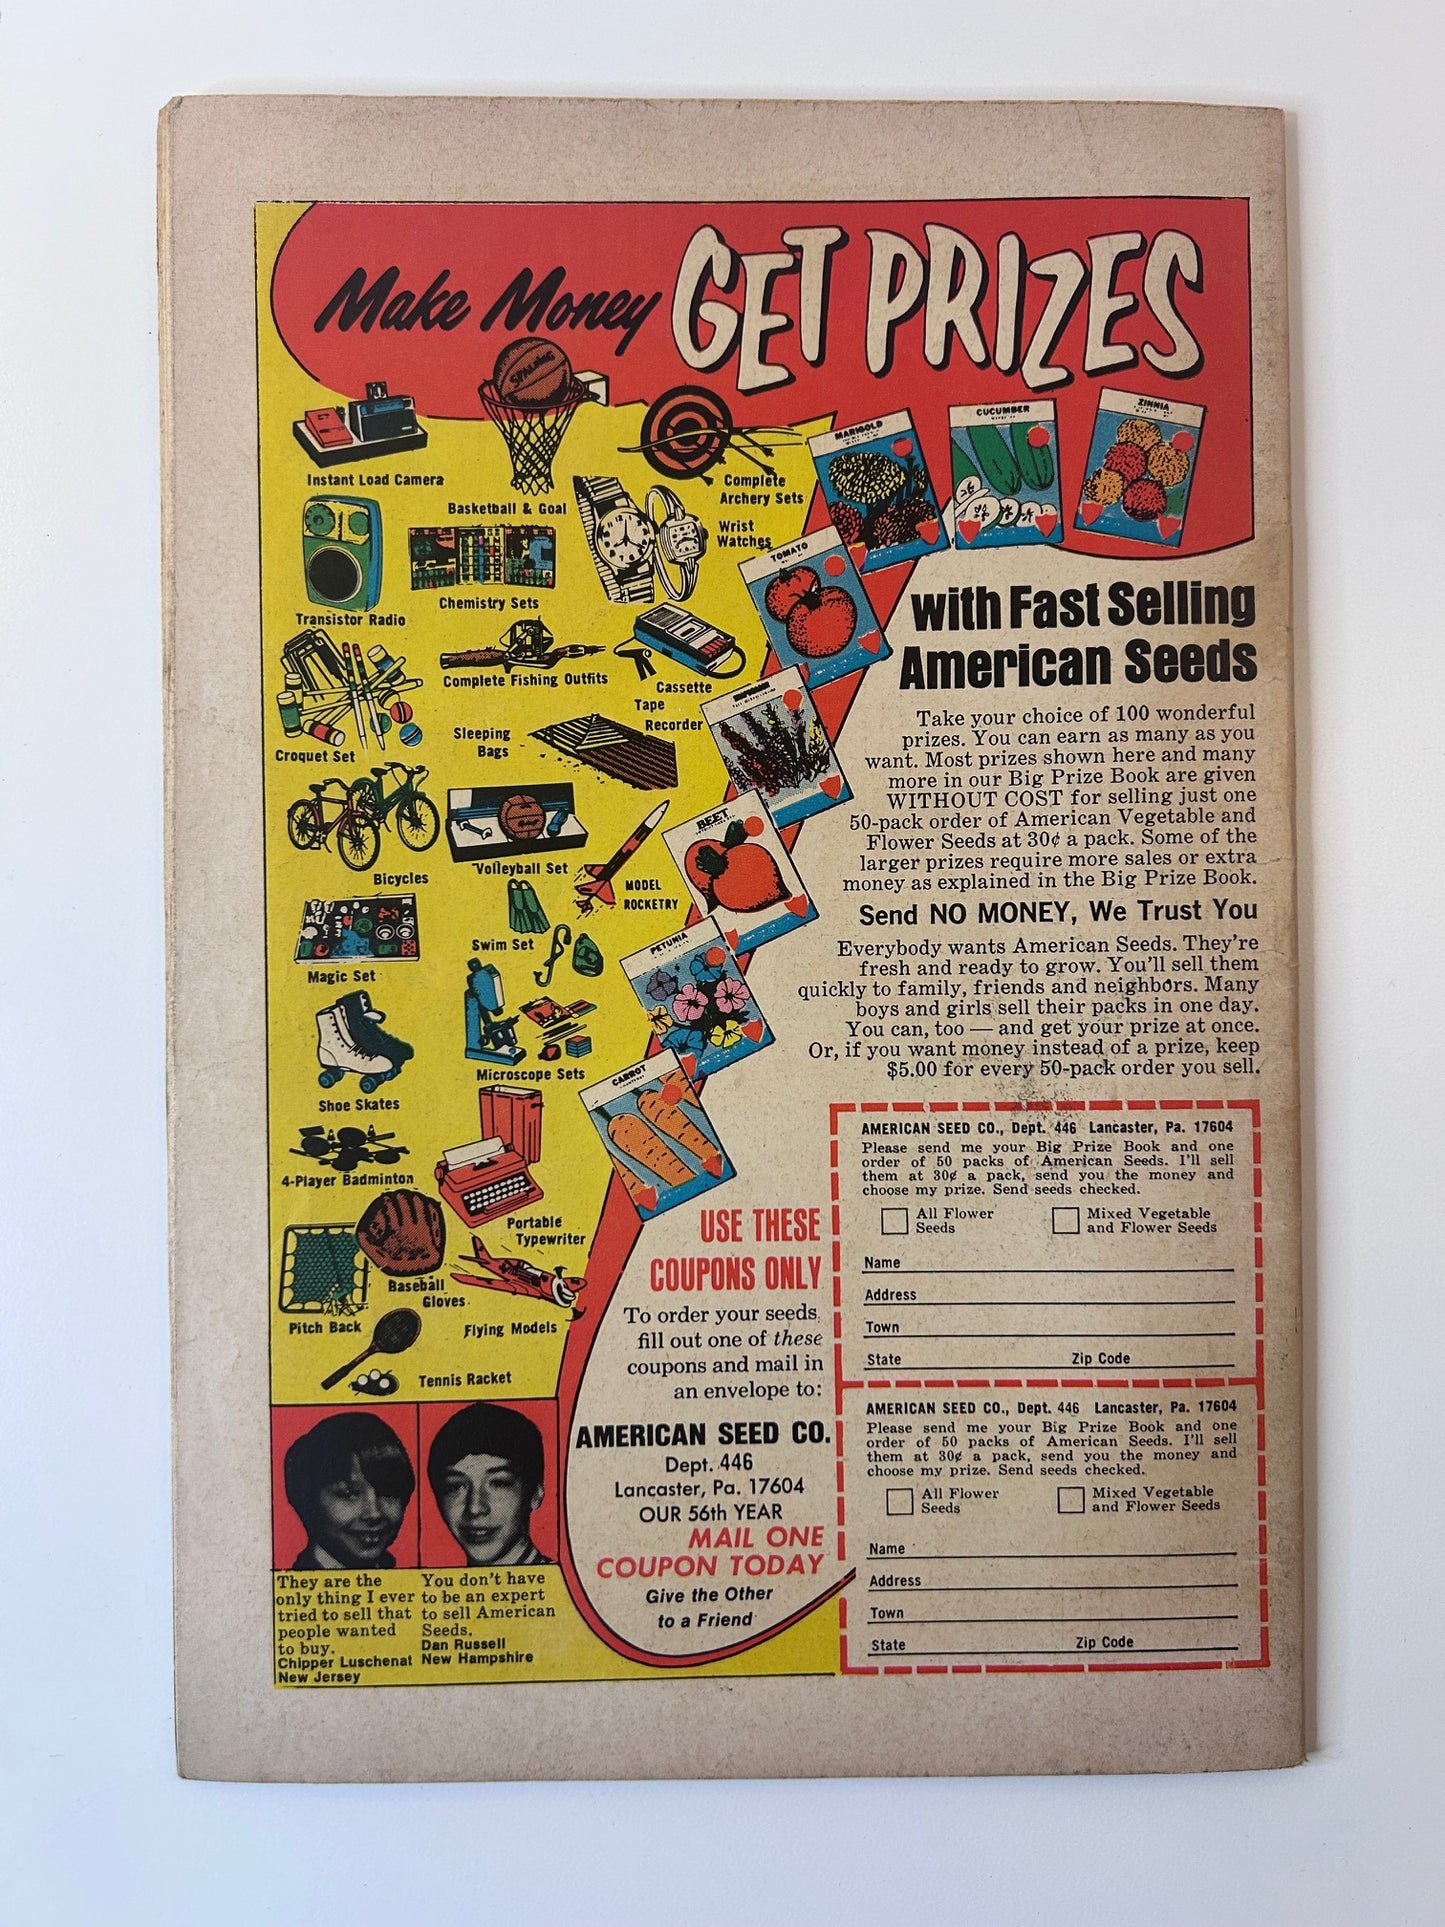 Make Money GET PRIZES
SPALDING
Instant Load Camera
Basketball & Goal
Complete
Archery Sets
MARIGOLD
CUCUMBER
ZINNIA
Transistor Radio
Chemistry Sets
Wrist
Watches
TOMATO
Croquet Set
Complete Fishing Outfits
Cassette
Tape
Recorder
Sleeping
Bags
Bicycles
Volleyball Set
MODEL
ROCKETRY
BEET
Magic Set
Swim Set
PETUNIA
Shoe Skates
Microscope Sets
CARROT
4-Player Badminton
Portable
Typewriter
Pitch Back
Baseball
Gloves
Flying Models
Tennis Racket
with Fast Selling
American Seeds
Take your choice of 100 wonderful
prizes. You can earn as many as you
want. Most prizes shown here and many
more in our Big Prize Book are given
WITHOUT COST for selling just one
50-pack order of American Vegetable and
Flower Seeds at 30¢ a pack. Some of the
larger prizes require more sales or extra
money as explained in the Big Prize Book.
Send NO MONEY, We Trust You
Everybody wants American Seeds. They're
fresh and ready to grow. You'll sell them
quickly to family, friends and neighbors. Many
boys and girls sell their packs in one day.
You can, too — and get your prize at once.
Or, if you want money instead of a prize, keep
$5.00 for every 50-pack order you sell.
USE THESE
COUPONS ONLY
To order your seeds,
fill out one of these
coupons and mail in
an envelope to:
AMERICAN SEED CO.
Dept. 446
Lancaster, Pa. 17604
OUR 56th YEAR
MAIL ONE
COUPON TODAY
Give the Other
to a Friend
AMERICAN SEED CO., Dept. 446 Lancaster, Pa. 17604
Please send me your Big Prize Book and one
order of 50 packs of American Seeds. I'll sell
them at 30¢ a pack, send you the money and
choose my prize. Send seeds checked.
All Flower
Seeds
Mixed Vegetable
and Flower Seeds
Name
Address
Town
State Zip Code
AMERICAN SEED CO., Dept. 446 Lancaster, Pa. 17604
Please send me your Big Prize Book and one
order of 50 packs of American Seeds. I'll sell
them at 30¢ a pack, send you the money and
choose my prize. Send seeds checked.
All Flower
Seeds
Mixed Vegetable
and Flower Seeds
Name
Address
Town
State Zip Code
They are the
only thing I ever
tried to sell that
people wanted
to buy.
Chipper Luschenat
New Jersey
You don't have
to be an expert
to sell American
Seeds.
Dan Russell
New Hampshire